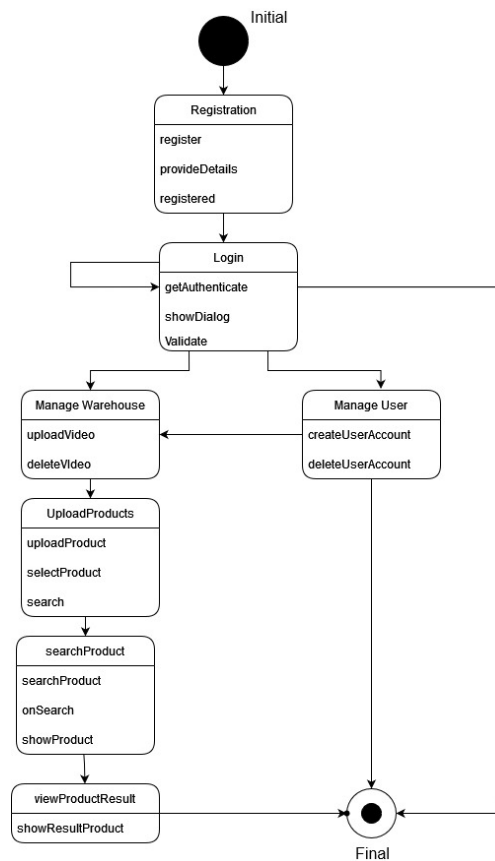 Initial
Registration
register
provideDetails
registered
Login
getAuthenticate
showDialog
Validate
Manage Warehouse
uploadVideo
deleteVIdeo
Manage User
createUserAccount
deleteUserAccount
UploadProducts
uploadProduct
selectProduct
search
searchProduct
searchProduct
onSearch
showProduct
viewProductResult
showResultProduct
Final